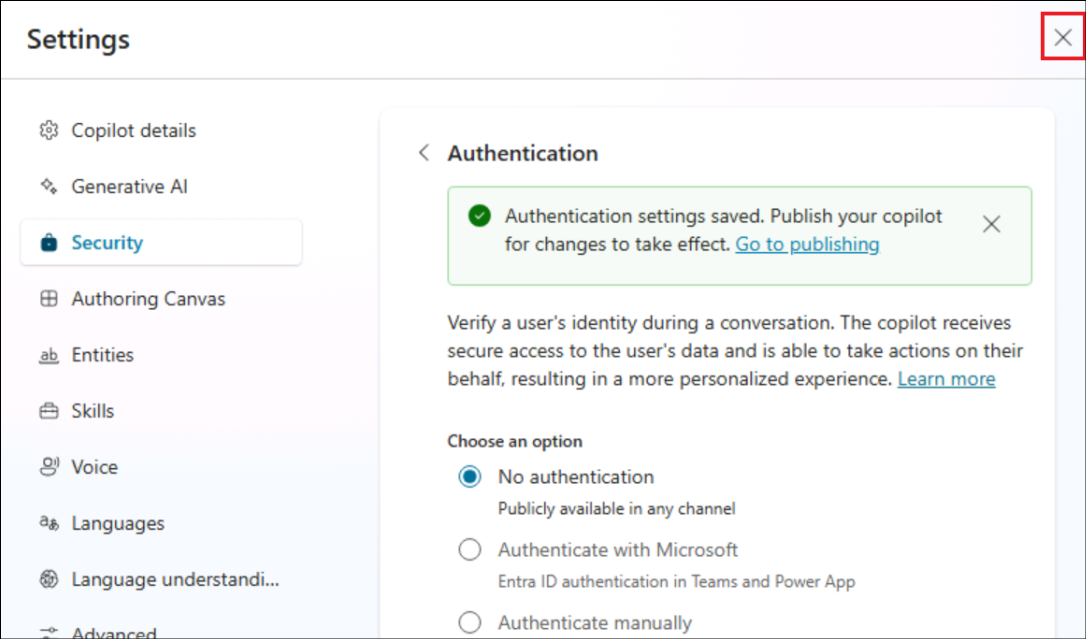 Settings
Copilot details
Generative AI
Security
Authoring Canvas
Entities
Skills
Voice
Languages
Language understandi...
Advanced
Authentication
Authentication settings saved. Publish your copilot
for changes to take effect. Go to publishing
Verify a user's identity during a conversation. The copilot receives
secure access to the user's data and is able to take actions on their
behalf, resulting in a more personalized experience. Learn more
Choose an option
No authentication
Publicly available in any channel
Authenticate with Microsoft
Entra ID authentication in Teams and Power App
Authenticate manually